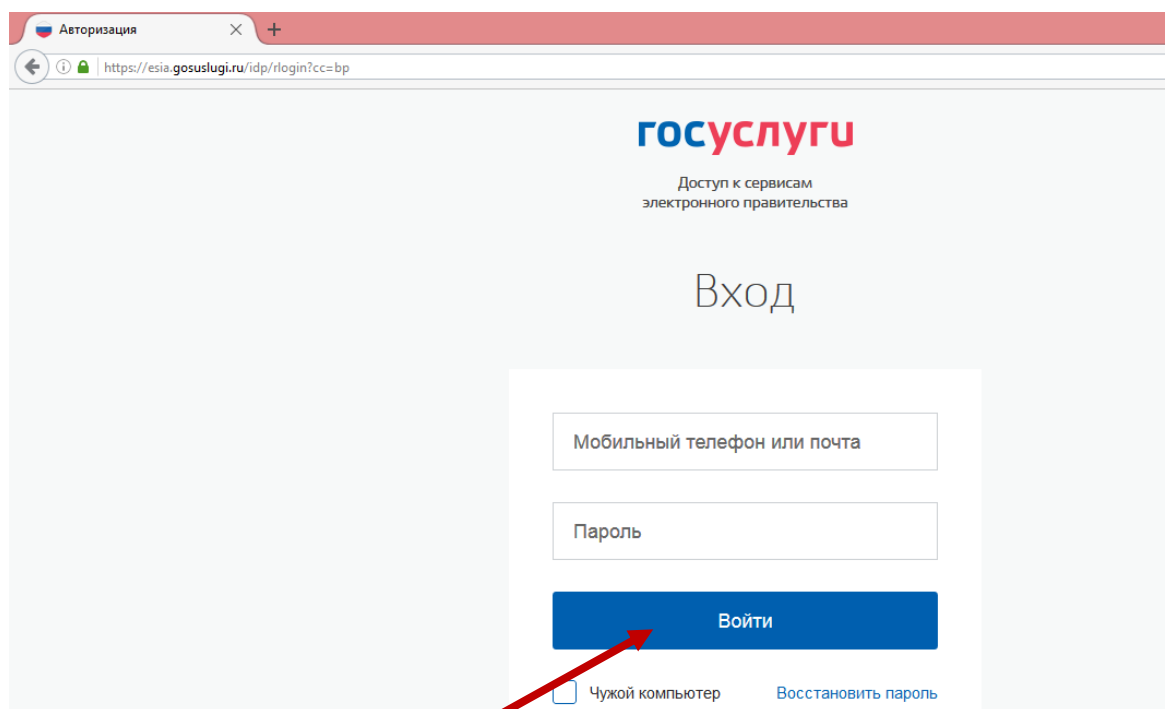 Авторизация
https://esia.gosuslugi.ru/idp/rlogin?cc=bp
госуслуги
Доступ к сервисам
электронного правительства
Вход
Мобильный телефон или почта
Пароль
Войти
Чужой компьютер Восстановить пароль